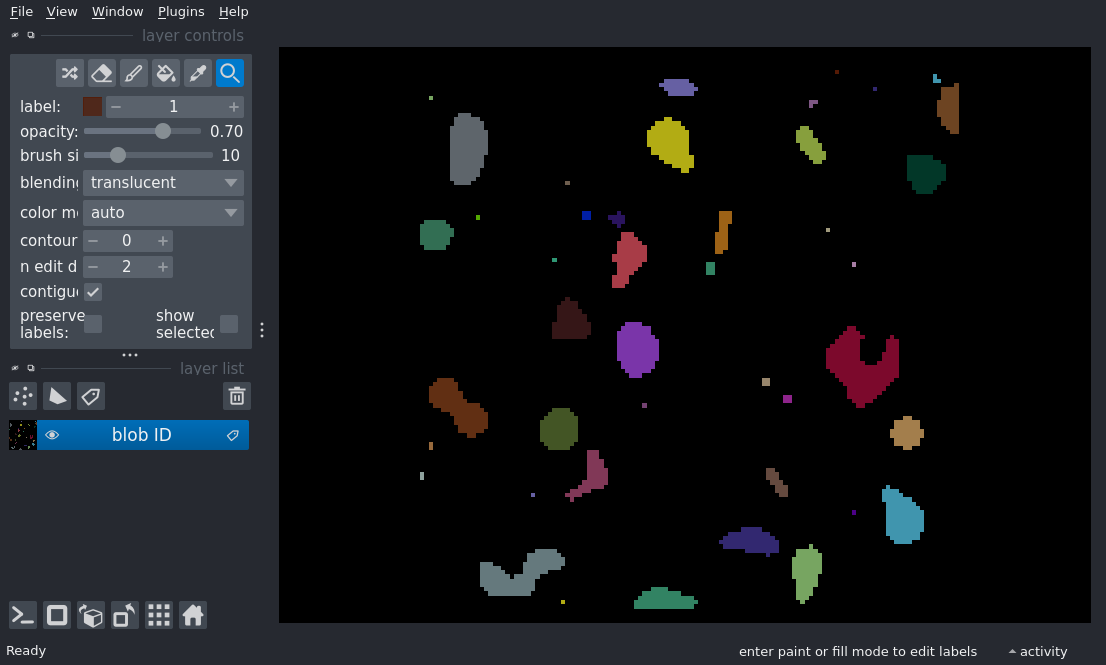 File View Window Plugins Help
layer controls
label: 1
opacity: 0.70
brush si 10
blending translucent
color m auto
contour 0
n edit d 2
contigu
preserve labels: show selected
layer list
blob ID
Ready
enter paint or fill mode to edit labels activity